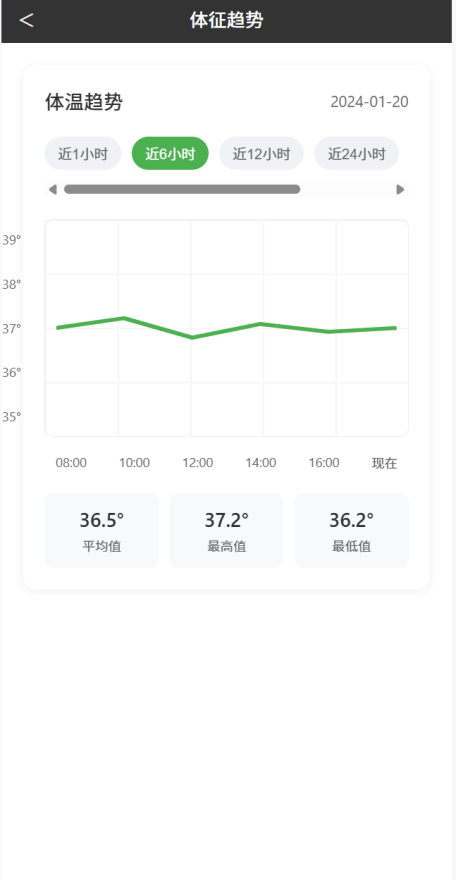 < 体征趋势
体温趋势 2024-01-20
近1小时 近6小时 近12小时 近24小时
39°
38°
37°
36°
35°
08:00 10:00 12:00 14:00 16:00 现在
36.5° 37.2° 36.2°
平均值 最高值 最低值